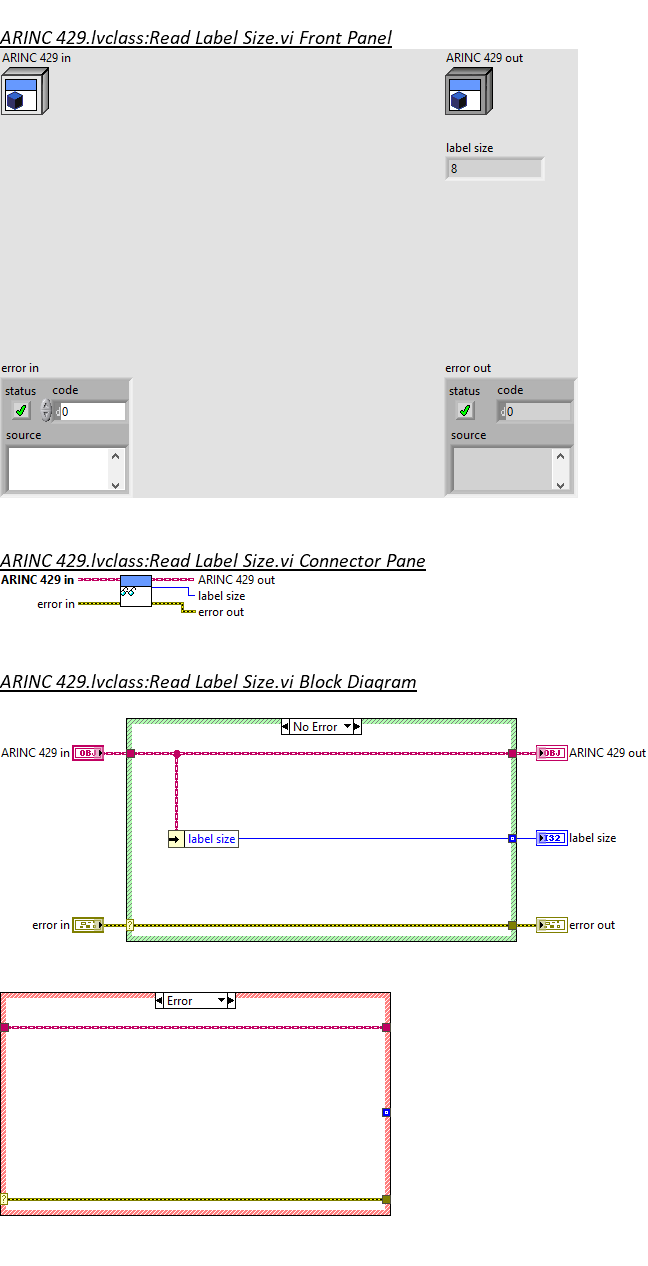 ARINC 429.lvclass:Read Label Size.vi Front Panel
ARINC 429 in
ARINC 429 out
label size
8
error in
error out
status code
status code
d 0
d 0
source
source
ARINC 429.lvclass:Read Label Size.vi Connector Pane
ARINC 429 in
ARINC 429 out
label size
error in
error out
ARINC 429.lvclass:Read Label Size.vi Block Diagram
No Error
ARINC 429 in
OBJ
OBJ
ARINC 429 out
label size
I32
label size
error in
?
error out
Error
?